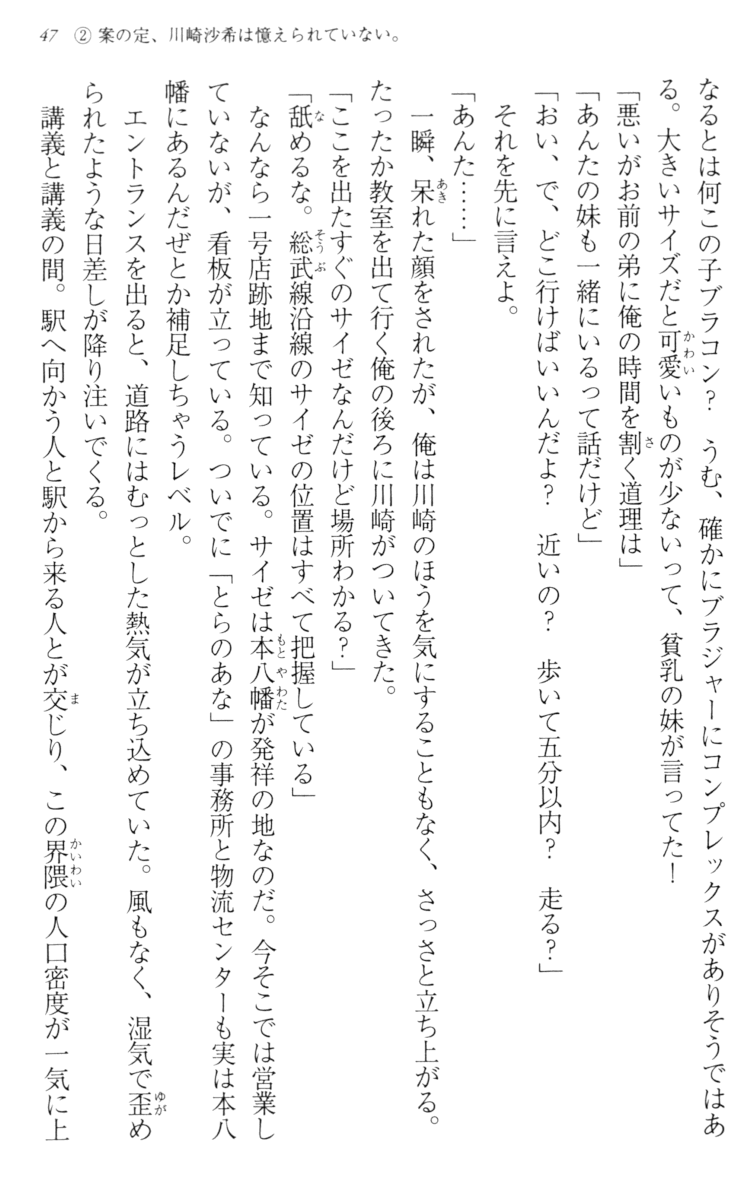 47　② 案の定、川崎沙希は憶えられていない。
なるとは何この子ブラコン？　うむ、確かにブラジャーにコンプレックスがありそうではあ
る。大きいサイズだと可愛いものが少ないって、貧乳の妹が言ってた！
「悪いがお前の弟に俺の時間を割く道理は」
「あんたの妹も一緒にいるって話だけど」
「おい、で、どこ行けばいいんだよ？　近いの？　歩いて五分以内？　走る？」
　それを先に言えよ。
「あんた……」
　一瞬、呆れた顔をされたが、俺は川崎のほうを気にすることもなく、さっさと立ち上がる。
たったか教室を出て行く俺の後ろに川崎がついてきた。
「ここを出たすぐのサイゼなんだけど場所わかる？」
「舐めるな。総武線沿線のサイゼの位置はすべて把握している」
　なんなら一号店跡地まで知っている。サイゼは本八幡が発祥の地なのだ。今そこでは営業し
ていないが、看板が立っている。ついでに「とらのあな」の事務所と物流センターも実は本八
幡にあるんだぜとか補足しちゃうレベル。
　エントランスを出ると、道路にはむっとした熱気が立ち込めていた。風もなく、湿気で歪め
られたような日差しが降り注いでくる。
　講義と講義の間。駅へ向かう人と駅から来る人とが交じり、この界隈の人口密度が一気に上